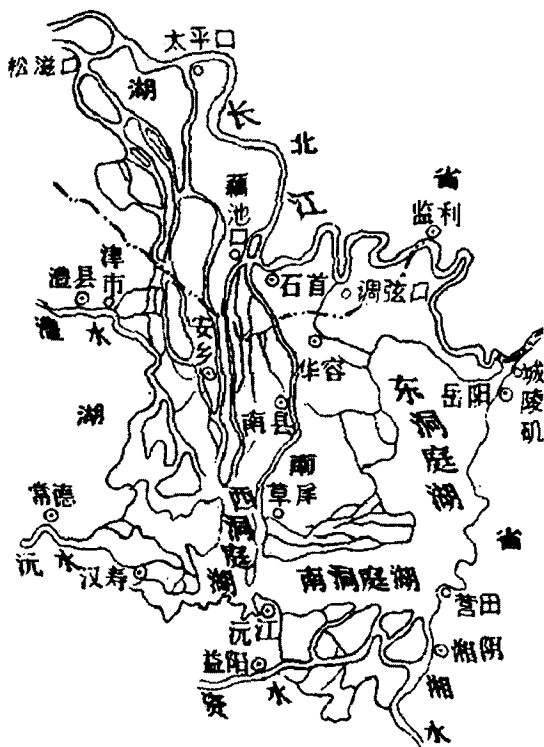 太平口
松滋口
湖
长
江
北
省
藕池口
监利
石首
调弦口
澧县
津市
澧水
安乡
华容
岳阳
城陵矶
东洞庭湖
湖
南县
南
常德
西洞庭湖
草尾
省
沅水
汉寿
南洞庭湖
营田
沅江
益阳
湘阴
资水
湘水